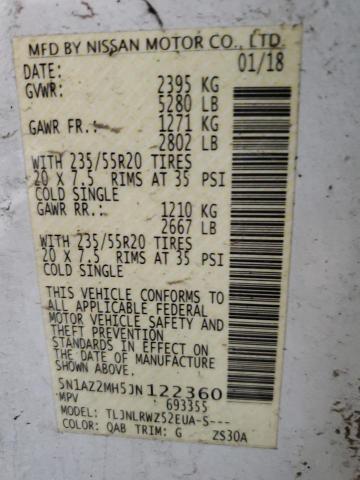 MFD BY NISSAN MOTOR CO., LTD.
DATE: 01/18
GVWR: 2395 KG
5280 LB
GAWR FR.: 1271 KG
2802 LB
WITH 235/55R20 TIRES
20 X 7.5 RIMS AT 35 PSI
COLD SINGLE
GAWR RR.: 1210 KG
2667 LB
WITH 235/55R20 TIRES
20 X 7.5 RIMS AT 35 PSI
COLD SINGLE
THIS VEHICLE CONFORMS TO
ALL APPLICABLE FEDERAL
MOTOR VEHICLE SAFETY AND
THEFT PREVENTION
STANDARDS IN EFFECT ON
THE DATE OF MANUFACTURE
SHOWN ABOVE.
5N1AZ2MH5JN122360
MPV 693355
MODEL: TLJNLRWZ52EUA-S---
COLOR: QAB TRIM: G ZS30A